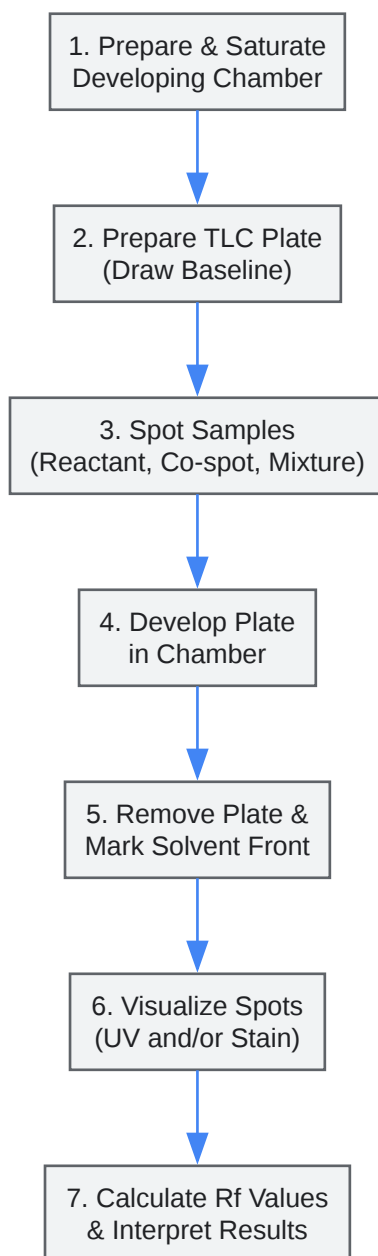 1. Prepare & Saturate
Developing Chamber
2. Prepare TLC Plate
(Draw Baseline)
3. Spot Samples
(Reactant, Co-spot, Mixture)
4. Develop Plate
in Chamber
5. Remove Plate &
Mark Solvent Front
6. Visualize Spots
(UV and/or Stain)
7. Calculate Rf Values
& Interpret Results